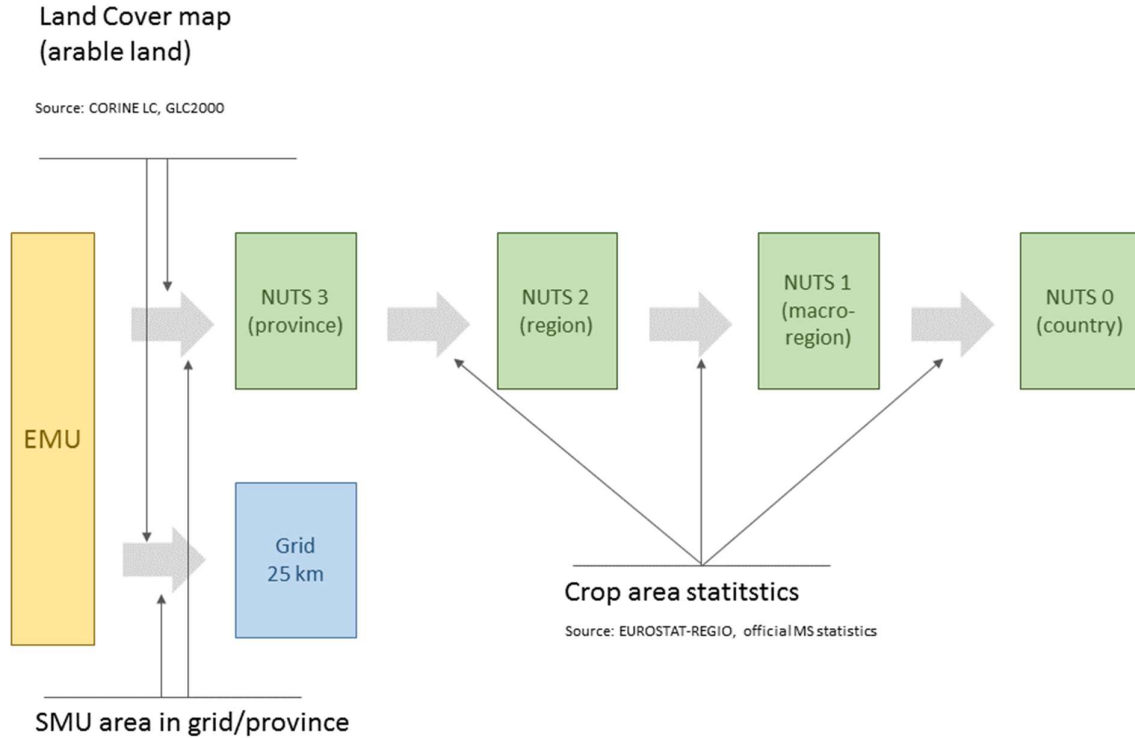 Land Cover map
(arable land)
Source: CORINE LC, GLC2000
EMU
NUTS 3
(province)
NUTS 2
(region)
NUTS 1
(macro-
region)
NUTS 0
(country)
Grid
25 km
Crop area statitstics
Source: EUROSTAT-REGIO, official MS statistics
SMU area in grid/province